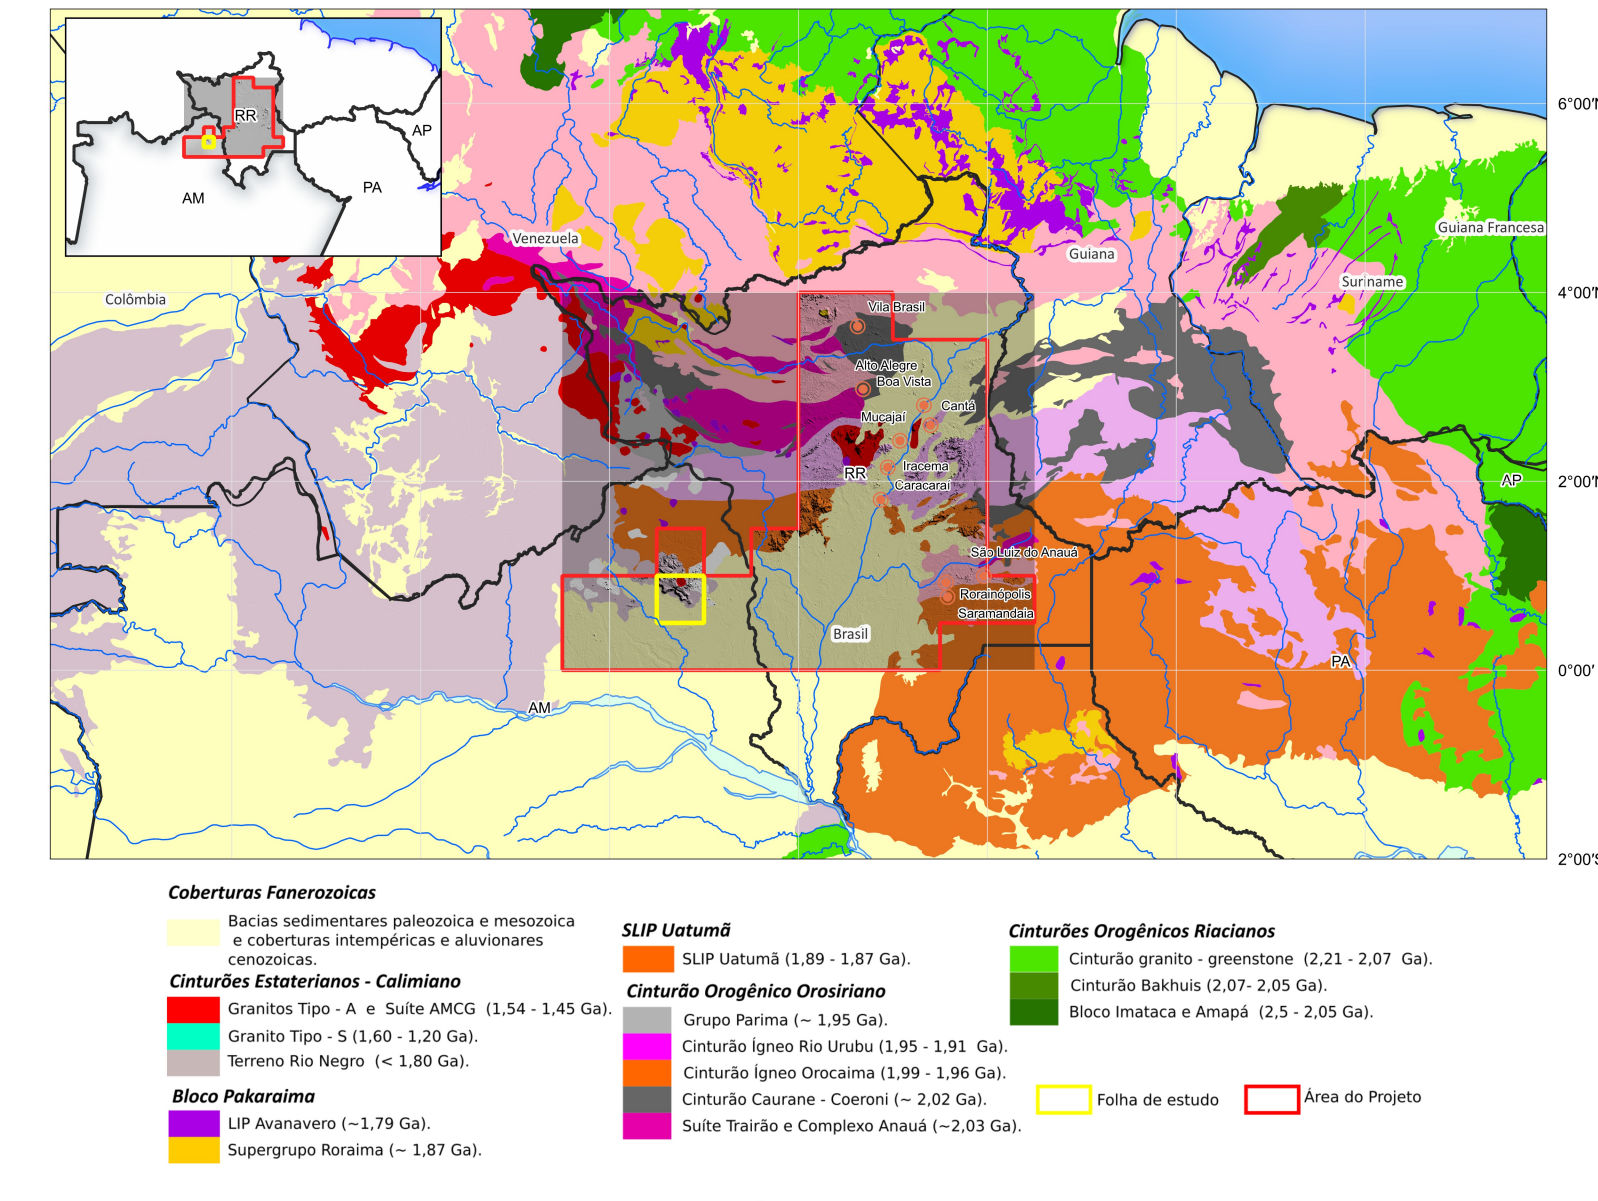 RR
AP
PA
AM
6°00'N
Venezuela
Guiana
Guiana Francesa
Suriname
Colômbia
4°00'N
Vila Brasil
Alto Alegre
Boa Vista
Cantá
Mucajaí
Iracema
RR
Caracaraí
2°00'N
AP
São Luiz do Anauá
Rorainópolis
Saramandaia
Brasil
PA
0°00'
AM
2°00'S
Coberturas Fanerozoicas
Bacias sedimentares paleozoica e mesozoica
e coberturas intempéricas e aluvionares
cenozoicas.
Cinturões Estaterianos - Calimiano
Granitos Tipo - A e Suíte AMCG (1,54 - 1,45 Ga).
Granito Tipo - S (1,60 - 1,20 Ga).
Terreno Rio Negro (< 1,80 Ga).
Bloco Pakaraima
LIP Avanavero (~1,79 Ga).
Supergrupo Roraima (~ 1,87 Ga).
SLIP Uatumã
SLIP Uatumã (1,89 - 1,87 Ga).
Cinturão Orogênico Orosiriano
Grupo Parima (~ 1,95 Ga).
Cinturão Ígneo Rio Urubu (1,95 - 1,91 Ga).
Cinturão Ígneo Orocaima (1,99 - 1,96 Ga).
Cinturão Caurane - Coeroni (~ 2,02 Ga).
Suíte Trairão e Complexo Anauá (~2,03 Ga).
Cinturões Orogênicos Riacianos
Cinturão granito - greenstone (2,21 - 2,07 Ga).
Cinturão Bakhuis (2,07- 2,05 Ga).
Bloco Imataca e Amapá (2,5 - 2,05 Ga).
Folha de estudo
Área do Projeto